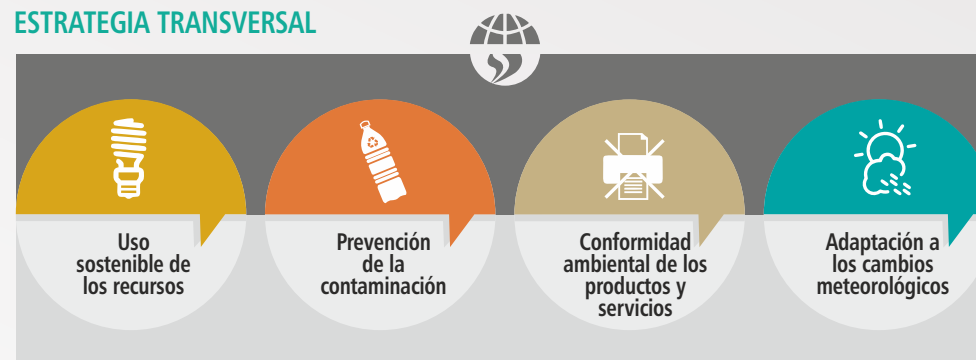 ESTRATEGIA TRANSVERSAL
Uso
sostenible de
los recursos
Prevención
de la
contaminación
Conformidad
ambiental de los
productos y
servicios
Adaptación a
los cambios
meteorológicos